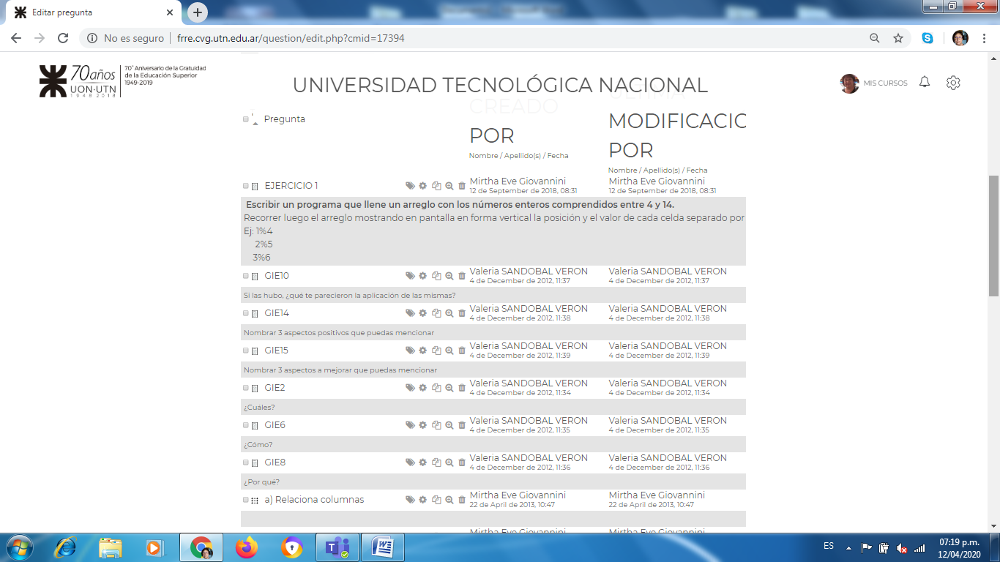 Editar pregunta
No es seguro
frre.cvg.utn.edu.ar/question/edit.php?cmid=17394
70años
UON·UTN
1948 2018
70° Aniversario de la Gratuidad
de la Educación Superior
1949-2019
UNIVERSIDAD TECNOLÓGICA NACIONAL
MIS CURSOS
Pregunta
CREADO
POR
Nombre / Apellido(s) / Fecha
ÚLTIMA
MODIFICACIO
POR
Nombre / Apellido(s) / Fecha
EJERCICIO 1
Mirtha Eve Giovannini
12 de September de 2018, 08:31
Mirtha Eve Giovannini
12 de September de 2018, 08:31
Escribir un programa que llene un arreglo con los números enteros comprendidos entre 4 y 14.
Recorrer luego el arreglo mostrando en pantalla en forma vertical la posición y el valor de cada celda separado por
Ej: 1%4
2%5
3%6
GIE10
Valeria SANDOBAL VERON
4 de December de 2012, 11:37
Valeria SANDOBAL VERON
4 de December de 2012, 11:37
Si las hubo, ¿qué te parecieron la aplicación de las mismas?
GIE14
Valeria SANDOBAL VERON
4 de December de 2012, 11:38
Valeria SANDOBAL VERON
4 de December de 2012, 11:38
Nombrar 3 aspectos positivos que puedas mencionar
GIE15
Valeria SANDOBAL VERON
4 de December de 2012, 11:39
Valeria SANDOBAL VERON
4 de December de 2012, 11:39
Nombrar 3 aspectos a mejorar que puedas mencionar
GIE2
Valeria SANDOBAL VERON
4 de December de 2012, 11:34
Valeria SANDOBAL VERON
4 de December de 2012, 11:34
¿Cuáles?
GIE6
Valeria SANDOBAL VERON
4 de December de 2012, 11:35
Valeria SANDOBAL VERON
4 de December de 2012, 11:35
¿Cómo?
GIE8
Valeria SANDOBAL VERON
4 de December de 2012, 11:36
Valeria SANDOBAL VERON
4 de December de 2012, 11:36
¿Por qué?
a) Relaciona columnas
Mirtha Eve Giovannini
22 de April de 2013, 10:47
Mirtha Eve Giovannini
22 de April de 2013, 10:47
Mirtha Eve Giovannini
Mirtha Eve Giovannini
ES
07:19 p.m.
12/04/2020